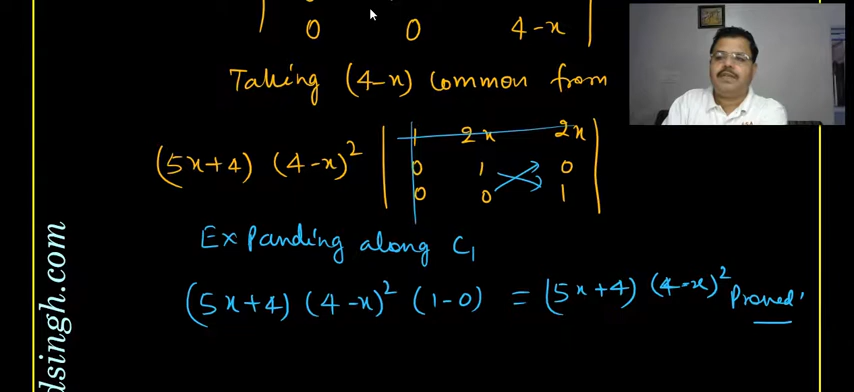 0 0 4-x
Taking (4-x) common from
(5x+4) (4-x)² | 1 2x 2x |
0 1 0
0 0 1
Expanding along C₁
(5x+4) (4-x)² (1-0) = (5x+4) (4-x)² Proved
dsingh.com